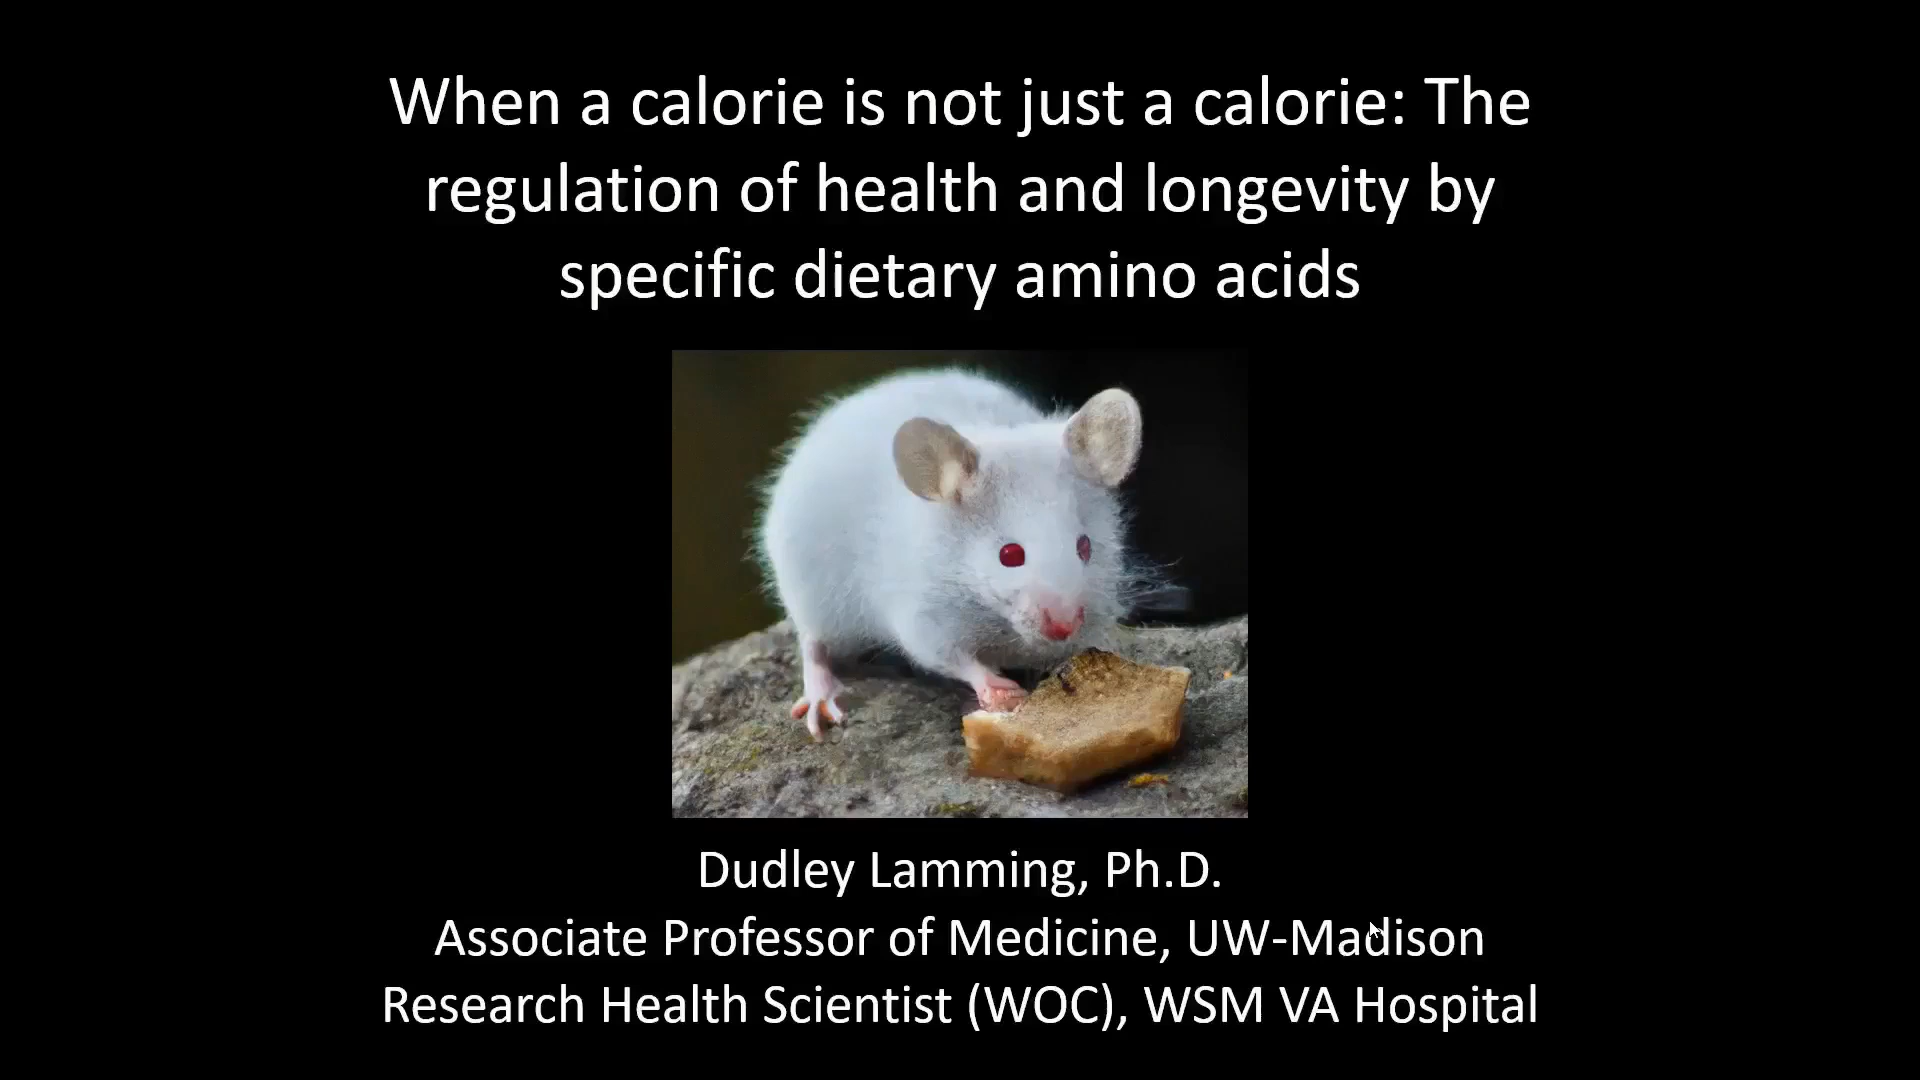 When a calorie is not just a calorie: The
regulation of health and longevity by
specific dietary amino acids
Dudley Lamming, Ph.D.
Associate Professor of Medicine, UW-Madison
Research Health Scientist (WOC), WSM VA Hospital